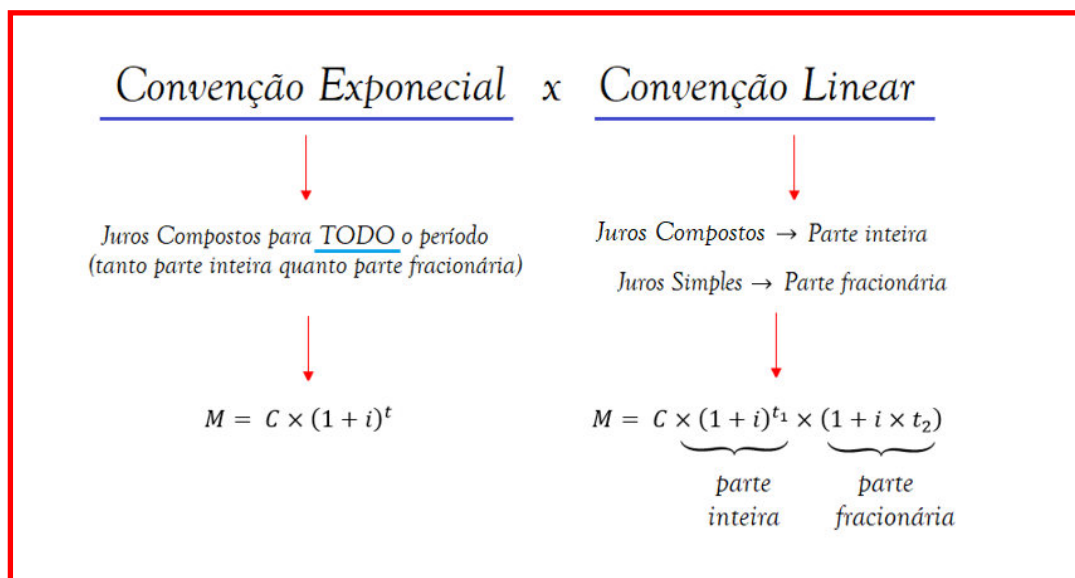 Convenção Exponecial x Convenção Linear
Juros Compostos para TODO o período
(tanto parte inteira quanto parte fracionária)
M = C × (1 + i)^t
Juros Compostos → Parte inteira
Juros Simples → Parte fracionária
M = C × (1 + i)^t₁ × (1 + i × t₂)
parte
inteira
parte
fracionária